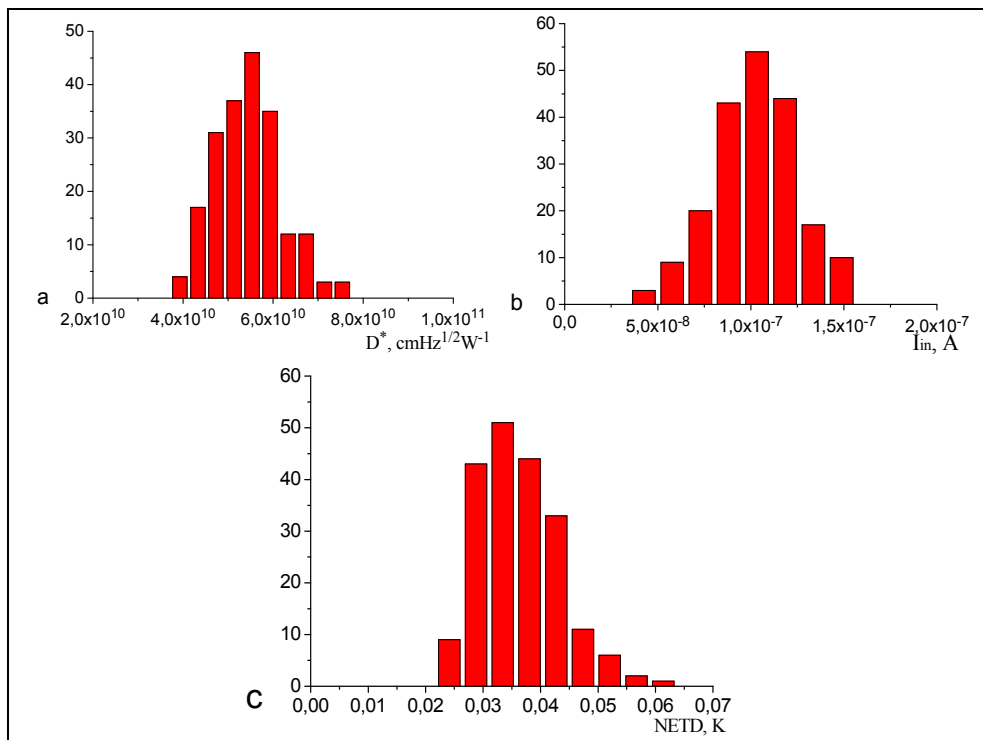 50
40
30
20
10
0
a
2,0x10¹⁰ 4,0x10¹⁰ 6,0x10¹⁰ 8,0x10¹⁰ 1,0x10¹¹
D*, cmHz¹/²W⁻¹
60
50
40
30
20
10
0
b
0,0 5,0x10⁻⁸ 1,0x10⁻⁷ 1,5x10⁻⁷ 2,0x10⁻⁷
Iin, A
60
50
40
30
20
10
0
c
0,00 0,01 0,02 0,03 0,04 0,05 0,06 0,07
NETD, K